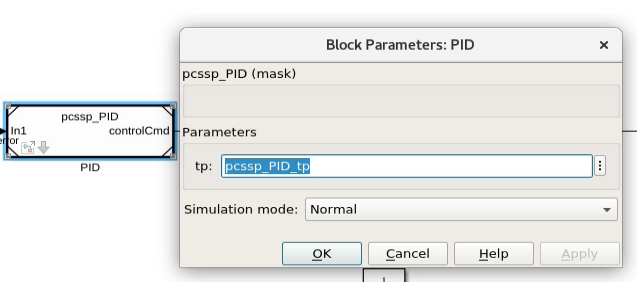 Block Parameters: PID
pcssp_PID (mask)
pcssp_PID
In1
controlCmd
error
PID
Parameters
tp:
pcssp_PID_tp
Simulation mode:
Normal
OK
Cancel
Help
Apply